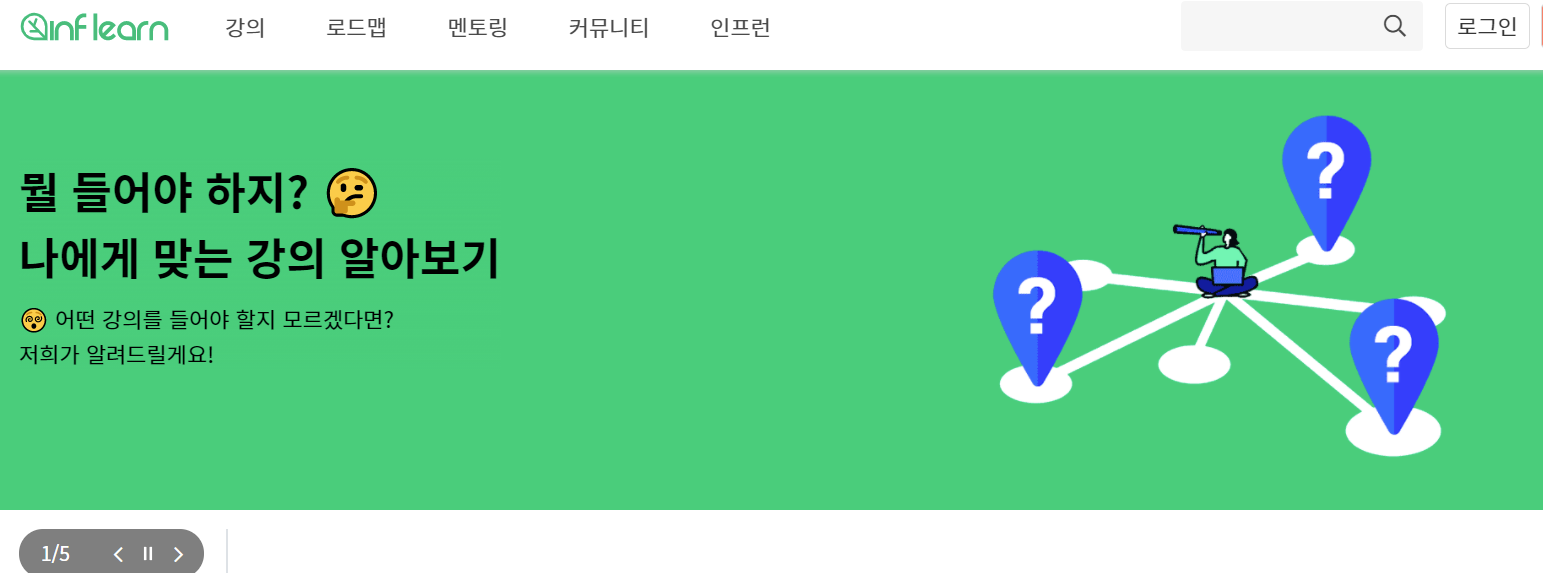 inflearn
강의
로드맵
멘토링
커뮤니티
인프런
로그인
뭘 들어야 하지? 🤔
나에게 맞는 강의 알아보기
😵 어떤 강의를 들어야 할지 모르겠다면?
저희가 알려드릴게요!
?
?
?
1/5